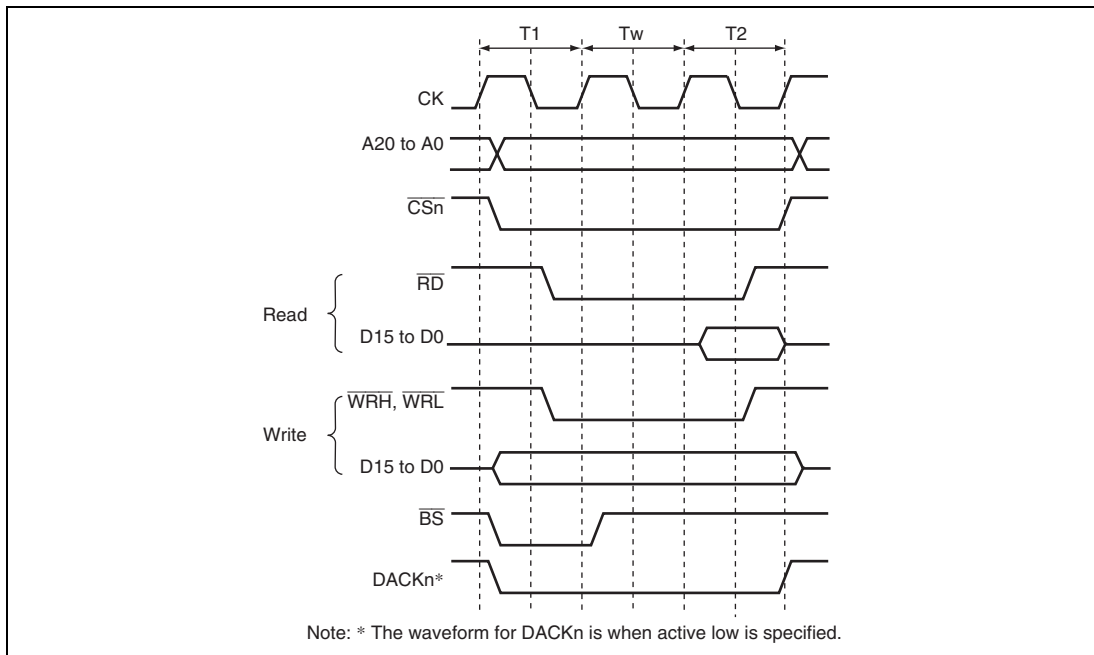 T1 Tw T2
CK
A20 to A0
CSn
RD
Read
D15 to D0
WRH, WRL
Write
D15 to D0
BS
DACKn*
Note: * The waveform for DACKn is when active low is specified.